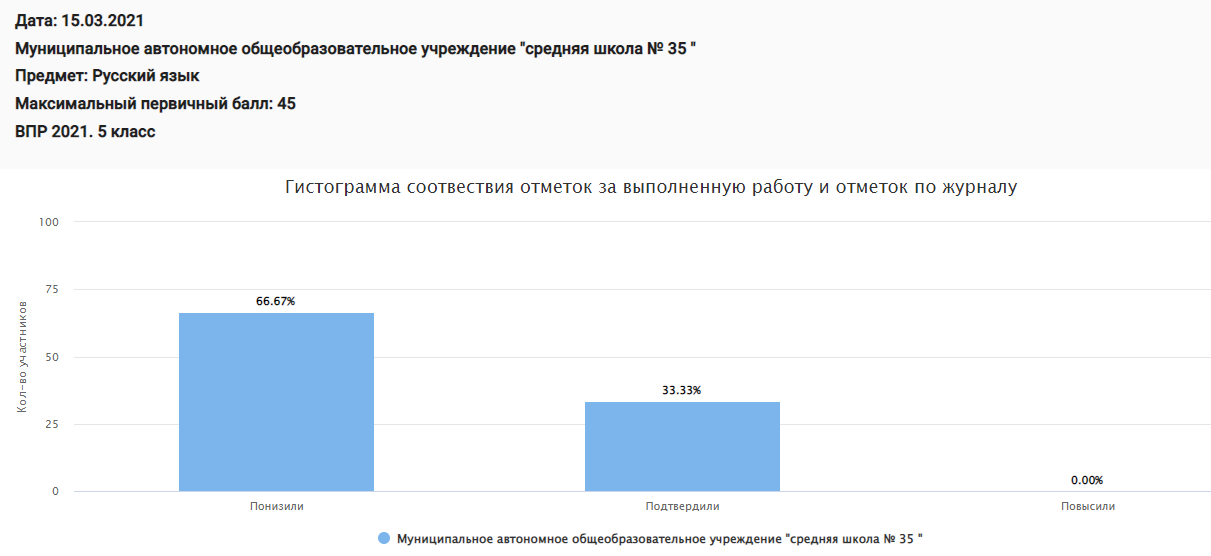 Дата: 15.03.2021
Муниципальное автономное общеобразовательное учреждение "средняя школа № 35 "
Предмет: Русский язык
Максимальный первичный балл: 45
ВПР 2021. 5 класс
Гистограмма соотвествия отметок за выполненную работу и отметок по журналу
100
75
50
25
0
Кол-во участников
66.67%
33.33%
0.00%
Понизили
Подтвердили
Повысили
Муниципальное автономное общеобразовательное учреждение "средняя школа № 35 "